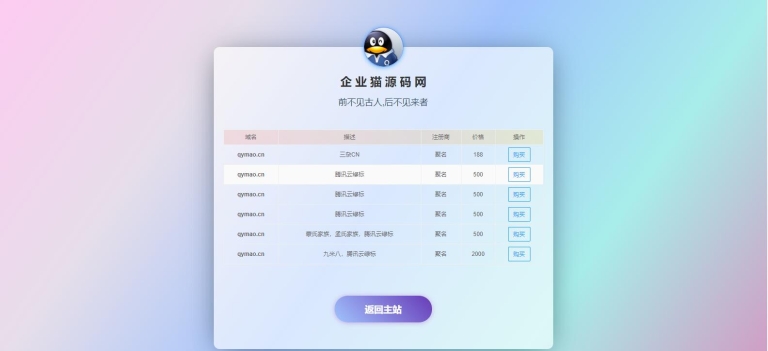 企业猫源码网
前不见古人,后不见来者
域名 描述 注册商 价格 操作
qymao.cn 三杂CN 聚名 188 购买
qymao.cn 腾讯云绿标 聚名 500 购买
qymao.cn 腾讯云绿标 聚名 500 购买
qymao.cn 腾讯云绿标 聚名 500 购买
qymao.cn 氏家族、孟氏家族、腾讯云绿标 聚名 500 购买
qymao.cn 九米八、腾讯云绿标 聚名 2000 购买
返回主站